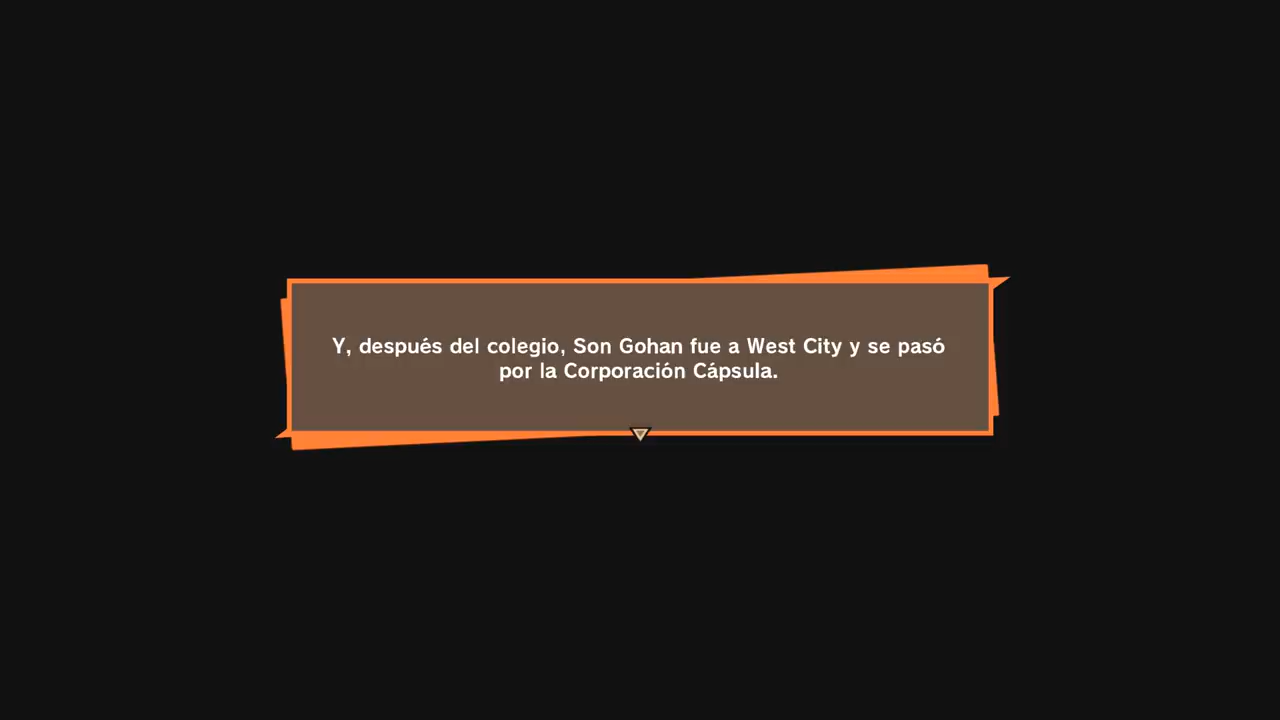 Y, después del colegio, Son Gohan fue a West City y se pasó
por la Corporación Cápsula.